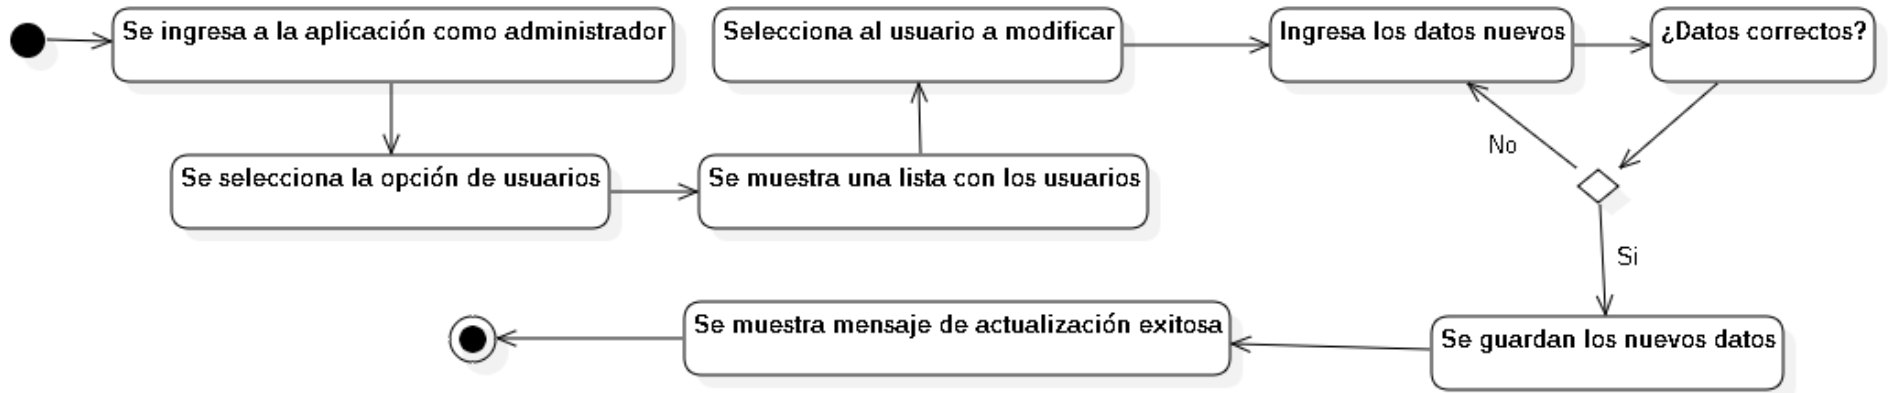 Se ingresa a la aplicación como administrador
Se selecciona la opción de usuarios
Se muestra una lista con los usuarios
Selecciona al usuario a modificar
Ingresa los datos nuevos
¿Datos correctos?
No
Si
Se guardan los nuevos datos
Se muestra mensaje de actualización exitosa